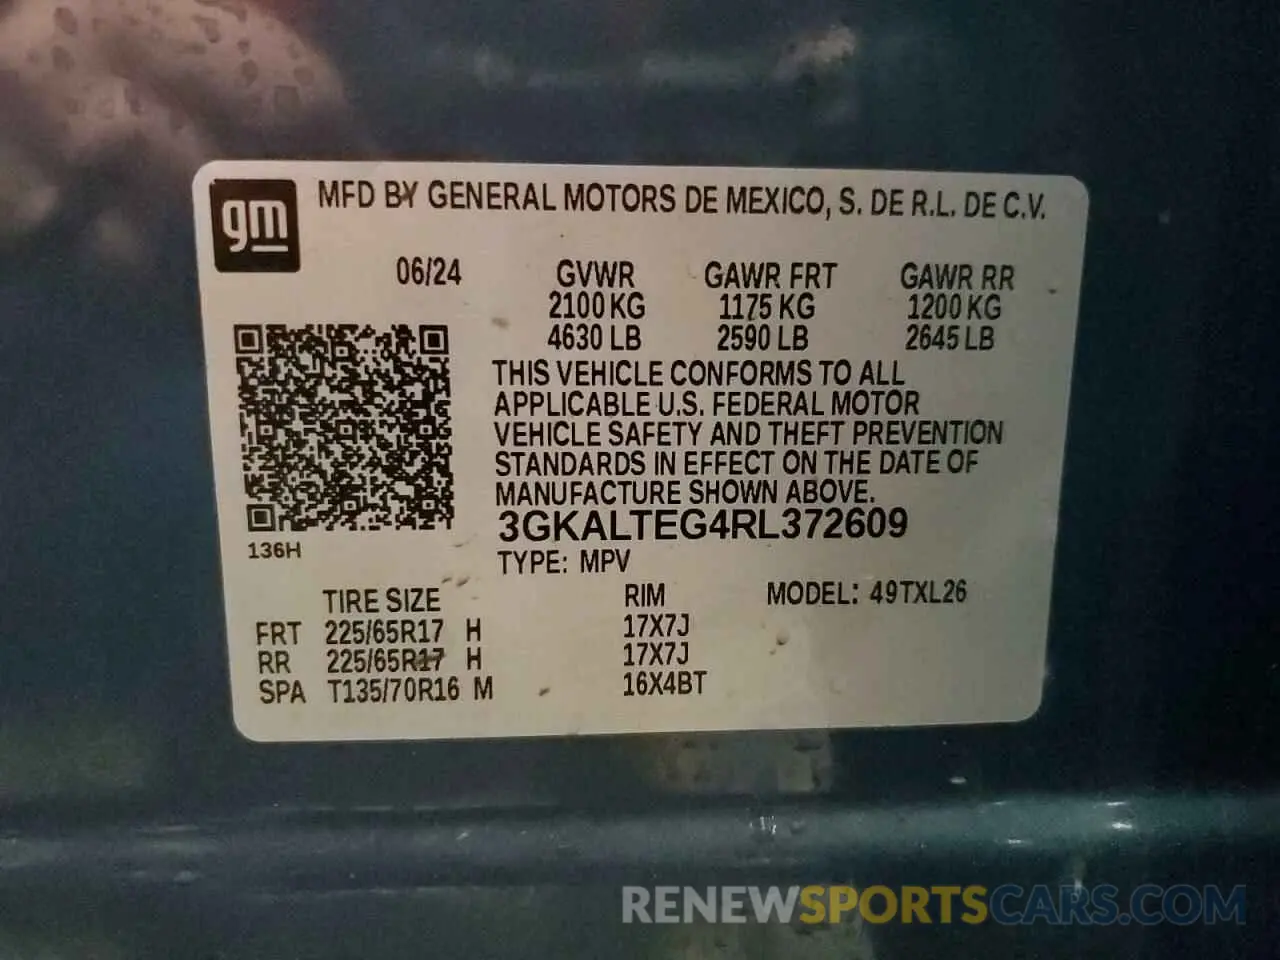 gm
MFD BY GENERAL MOTORS DE MEXICO, S. DE R.L. DE C.V.
06/24 GVWR GAWR FRT GAWR RR
2100 KG 1175 KG 1200 KG
4630 LB 2590 LB 2645 LB
THIS VEHICLE CONFORMS TO ALL
APPLICABLE U.S. FEDERAL MOTOR
VEHICLE SAFETY AND THEFT PREVENTION
STANDARDS IN EFFECT ON THE DATE OF
MANUFACTURE SHOWN ABOVE.
3GKALTEG4RL372609
136H
TYPE: MPV
TIRE SIZE RIM MODEL: 49TXL26
FRT 225/65R17 H 17X7J
RR 225/65R17 H 17X7J
SPA T135/70R16 M 16X4BT
RENEWSPORTSCARS.COM